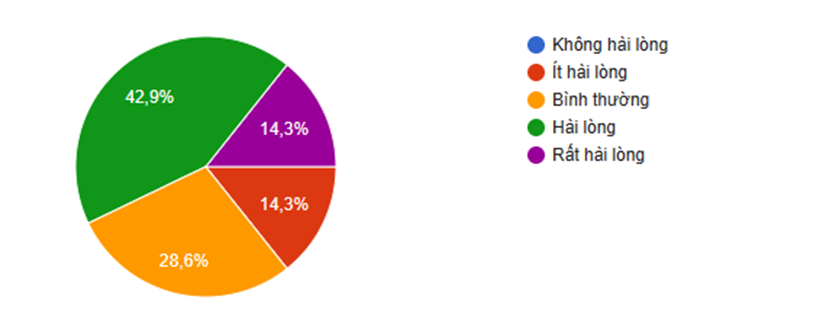 42,9%
14,3%
14,3%
28,6%
Không hài lòng
Ít hài lòng
Bình thường
Hài lòng
Rất hài lòng